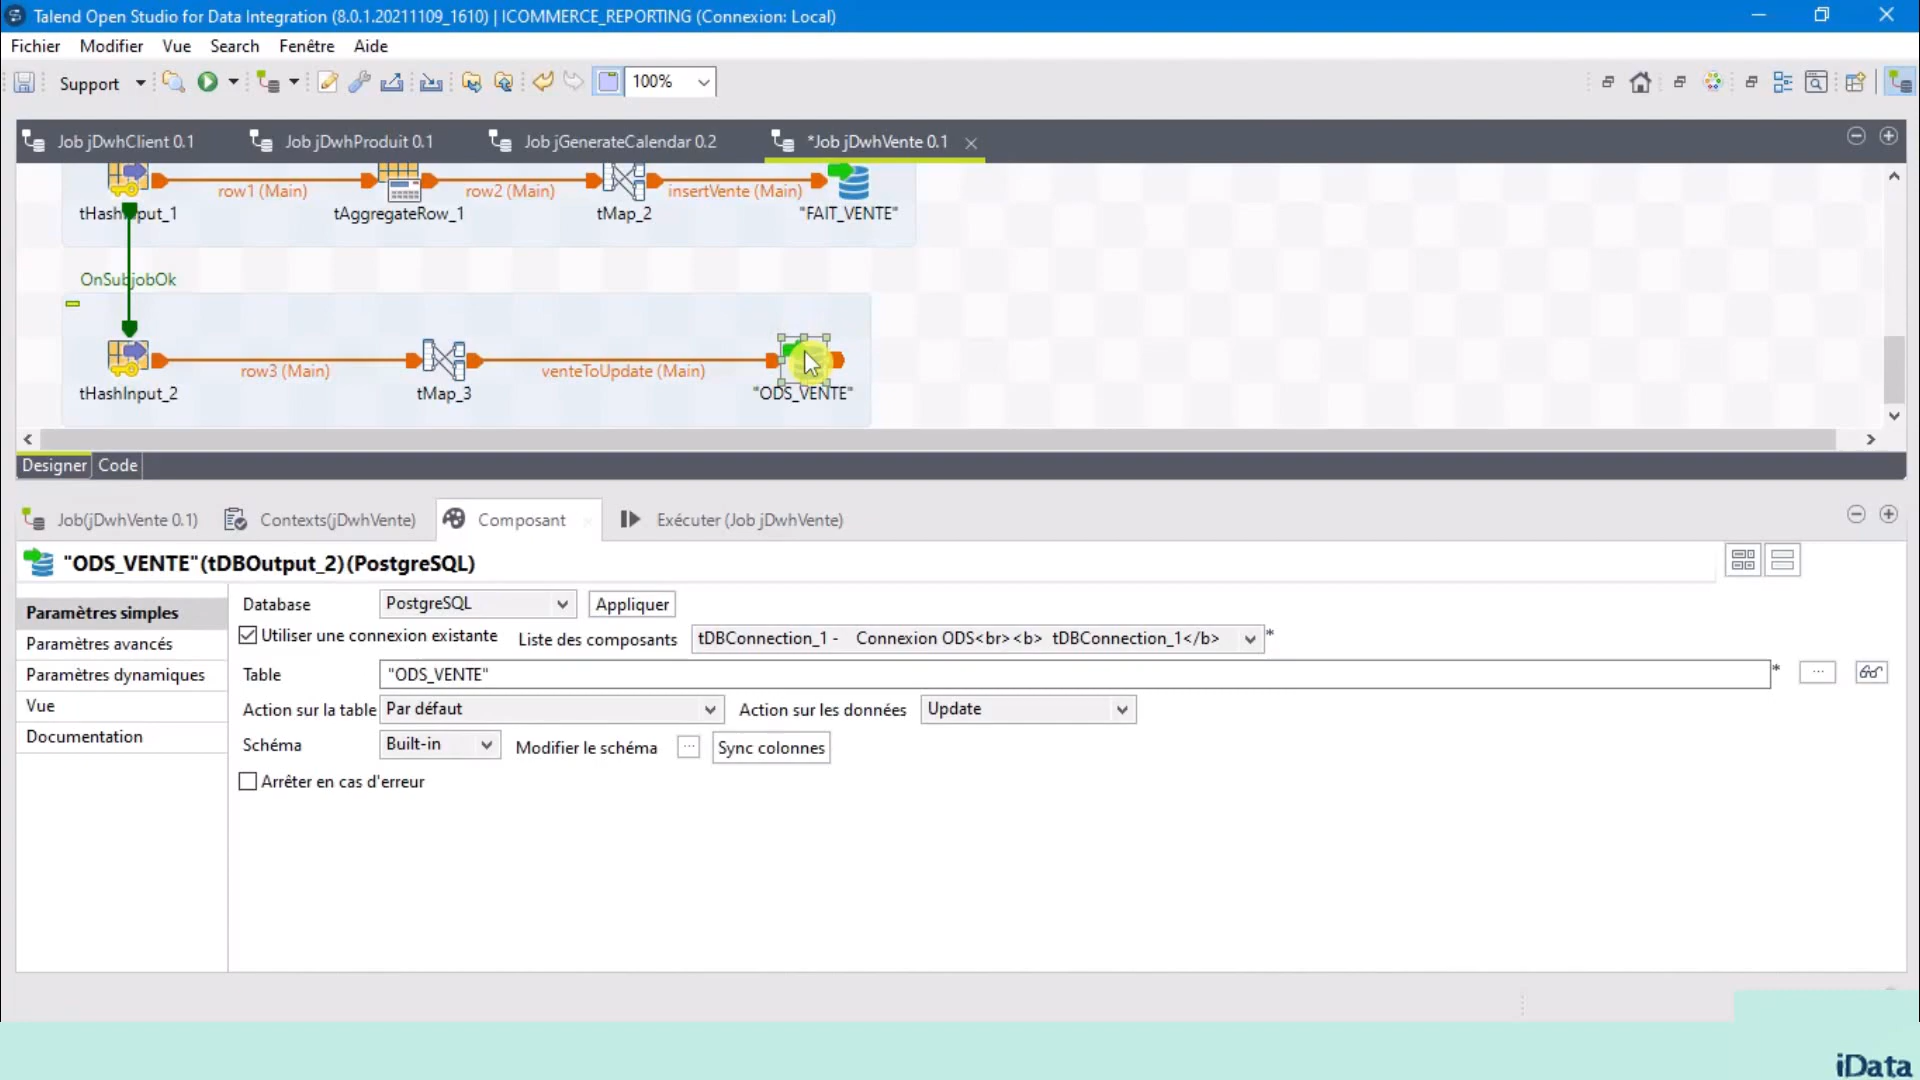 Talend Open Studio for Data Integration (8.0.1.20211109_1610) | ICOMMERCE_REPORTING (Connexion: Local)
Fichier Modifier Vue Search Fenêtre Aide
Support 100%
Job jDwhClient 0.1 Job jDwhProduit 0.1 Job jGenerateCalendar 0.2 *Job jDwhVente 0.1
row1 (Main) row2 (Main) insertVente (Main)
tHashInput_1 tAggregateRow_1 tMap_2 "FAIT_VENTE"
OnSubjobOk
row3 (Main) venteToUpdate (Main)
tHashInput_2 tMap_3 "ODS_VENTE"
Designer Code
Job(jDwhVente 0.1) Contexts(jDwhVente) Composant Exécuter (Job jDwhVente)
"ODS_VENTE"(tDBOutput_2)(PostgreSQL)
Paramètres simples
Paramètres avancés
Paramètres dynamiques
Vue
Documentation
Database PostgreSQL Appliquer
Utiliser une connexion existante Liste des composants tDBConnection_1 - Connexion ODS<br><b> tDBConnection_1</b> *
Table "ODS_VENTE" * ...
Action sur la table Par défaut Action sur les données Update
Schéma Built-in Modifier le schéma ... Sync colonnes
Arrêter en cas d'erreur
iData